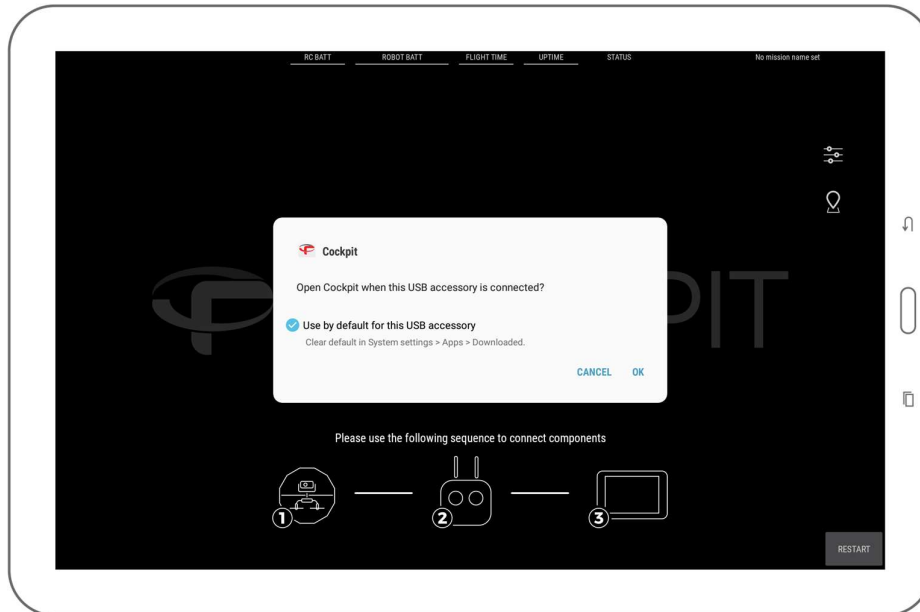 RC BATT ROBOT BATT FLIGHT TIME UPTIME STATUS No mission name set
Cockpit
Open Cockpit when this USB accessory is connected?
Use by default for this USB accessory
Clear default in System settings > Apps > Downloaded.
CANCEL OK
PIT
Please use the following sequence to connect components
1 2 3
RESTART